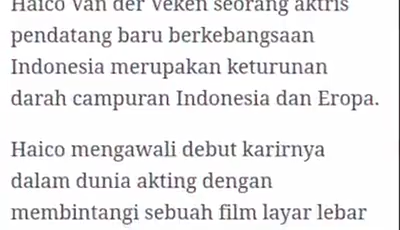 Haico Van der Veken seorang aktris
pendatang baru berkebangsaan
Indonesia merupakan keturunan
darah campuran Indonesia dan Eropa.
Haico mengawali debut karirnya
dalam dunia akting dengan
membintangi sebuah film layar lebar